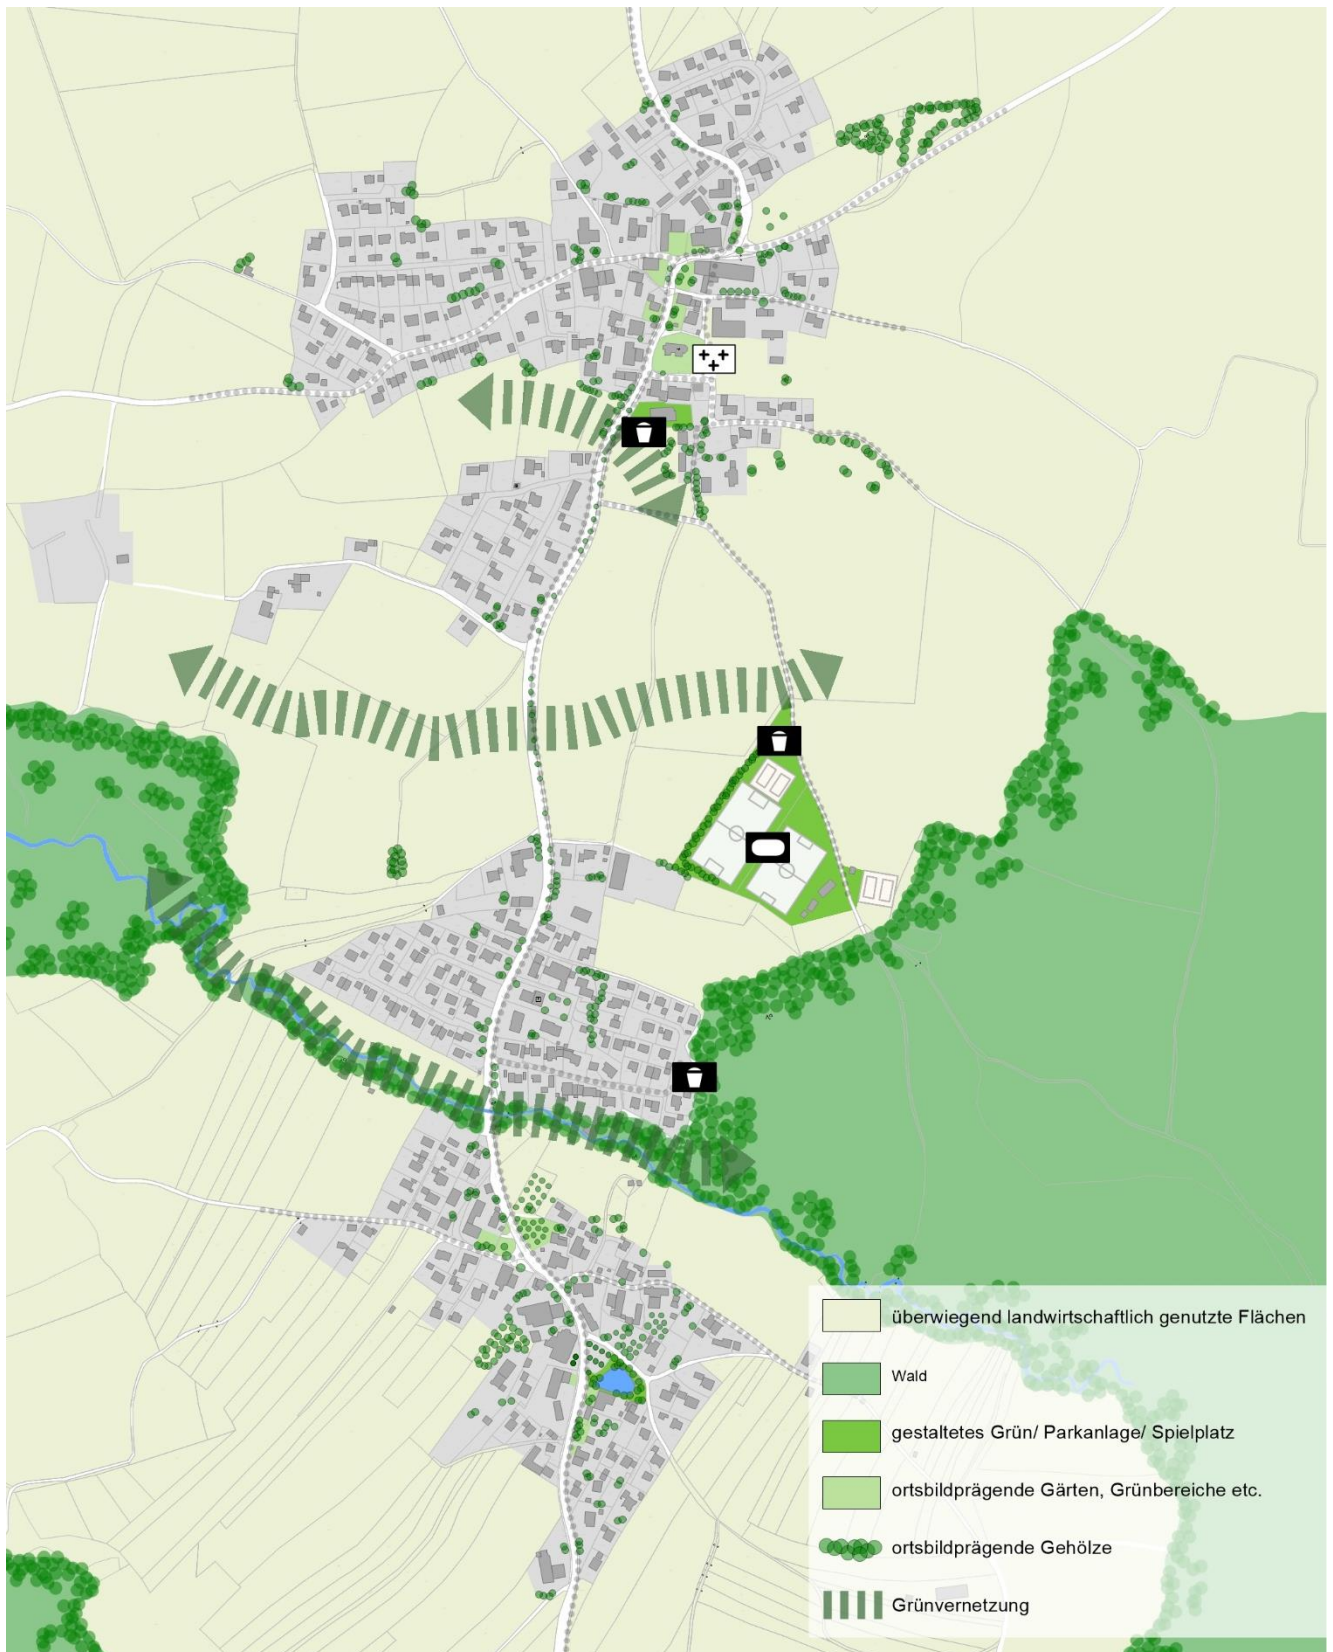 überwiegend landwirtschaftlich genutzte Flächen
Wald
gestaltetes Grün/ Parkanlage/ Spielplatz
ortsbildprägende Gärten, Grünbereiche etc.
ortsbildprägende Gehölze
Grünvernetzung